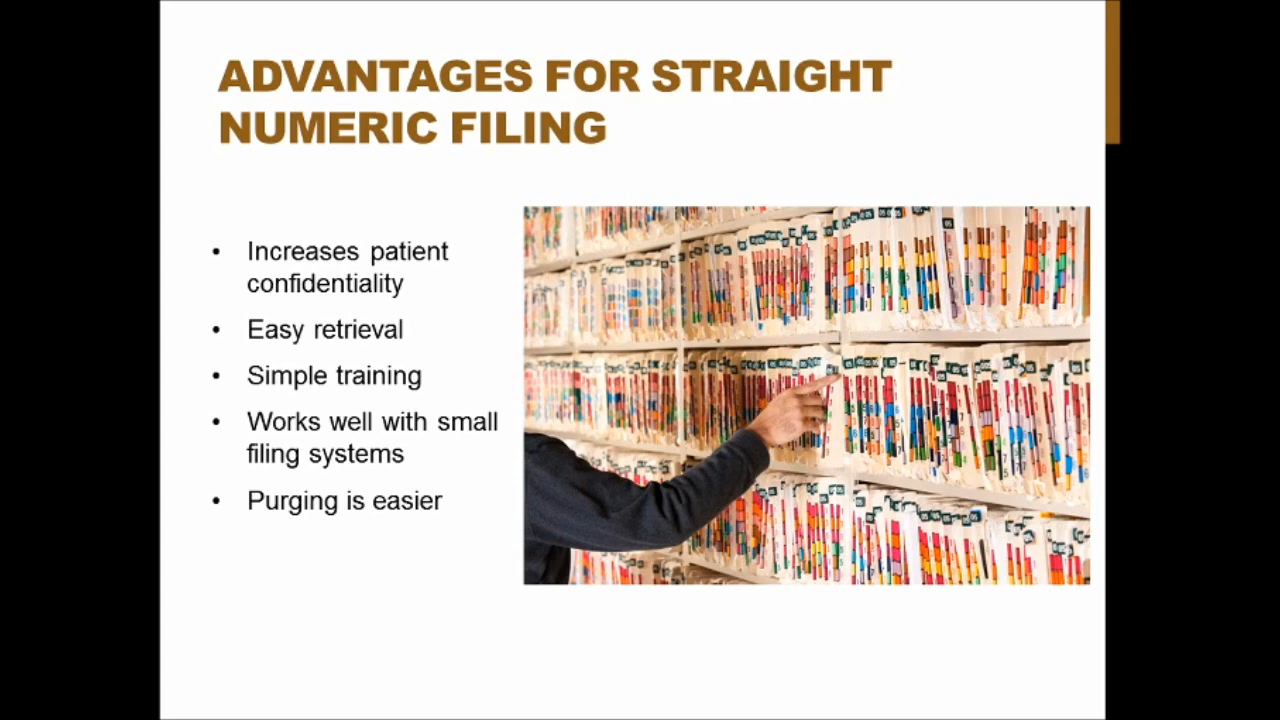 ADVANTAGES FOR STRAIGHT
NUMERIC FILING
• Increases patient
confidentiality
• Easy retrieval
• Simple training
• Works well with small
filing systems
• Purging is easier